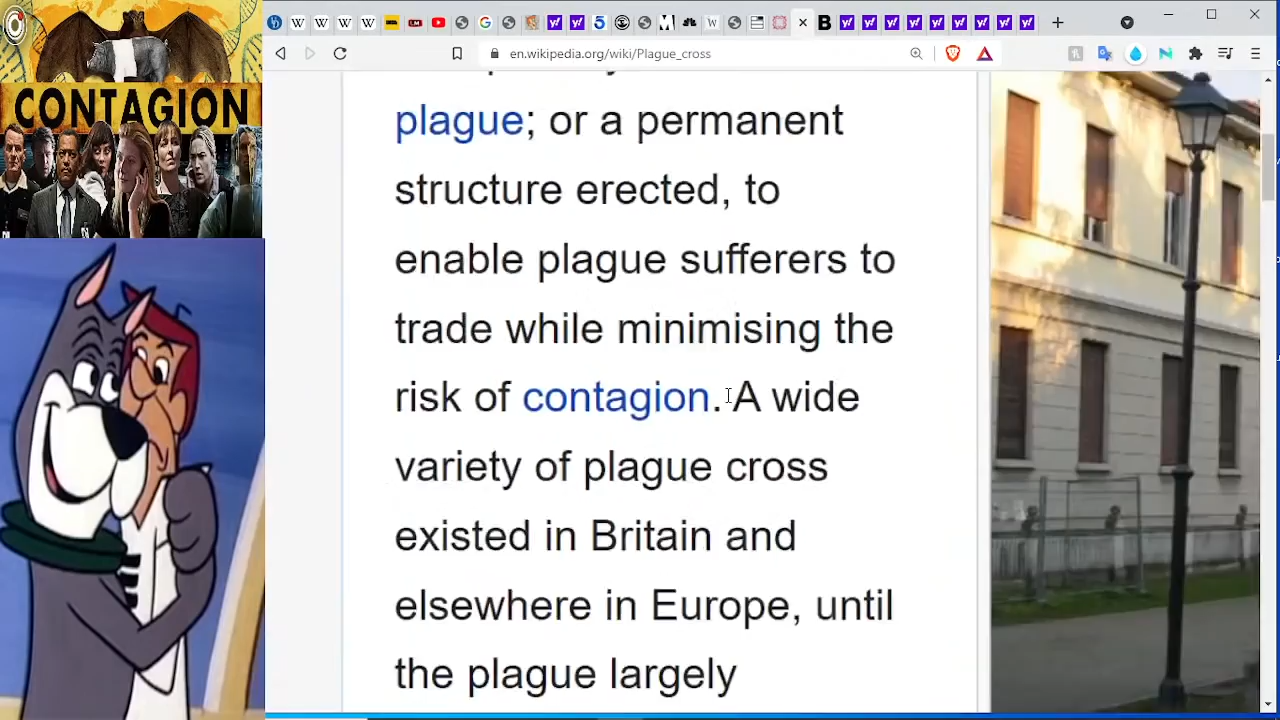 CONTAGION
en.wikipedia.org/wiki/Plague_cross
plague; or a permanent
structure erected, to
enable plague sufferers to
trade while minimising the
risk of contagion. A wide
variety of plague cross
existed in Britain and
elsewhere in Europe, until
the plague largely